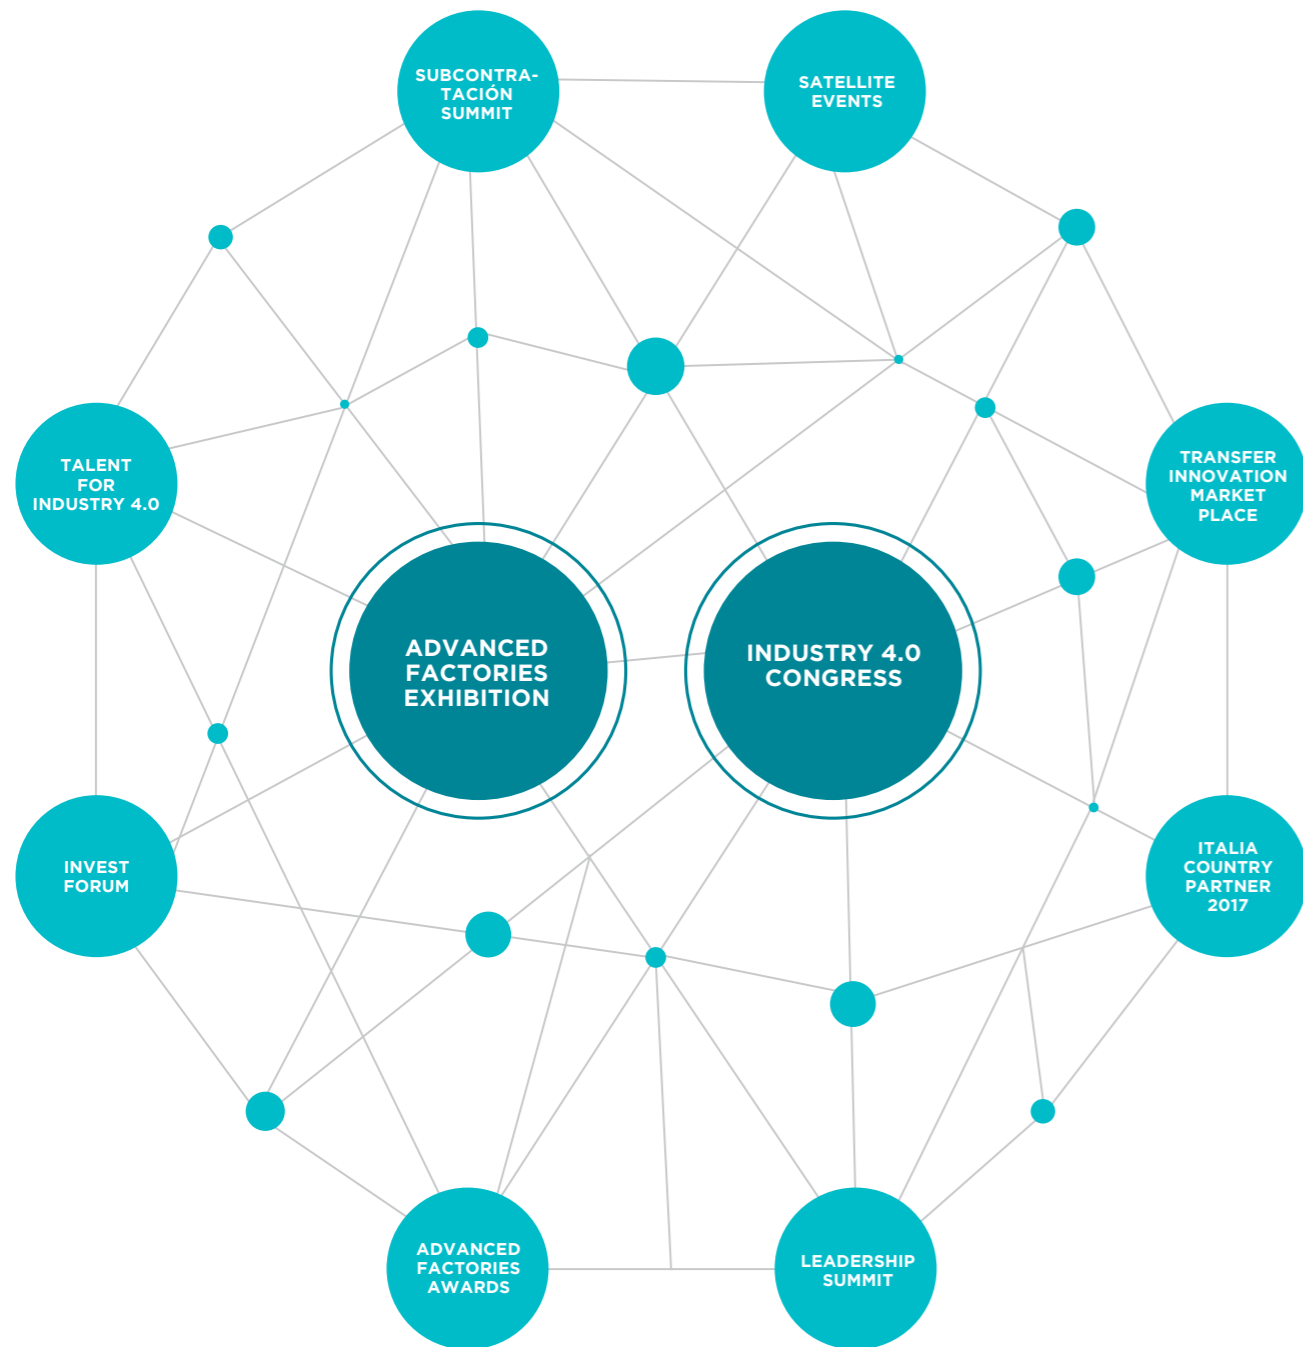 SUBCONTRA-
TACIÓN
SUMMIT
SATELLITE
EVENTS
TALENT
FOR
INDUSTRY 4.0
TRANSFER
INNOVATION
MARKET
PLACE
ADVANCED
FACTORIES
EXHIBITION
INDUSTRY 4.0
CONGRESS
INVEST
FORUM
ITALIA
COUNTRY
PARTNER
2017
ADVANCED
FACTORIES
AWARDS
LEADERSHIP
SUMMIT